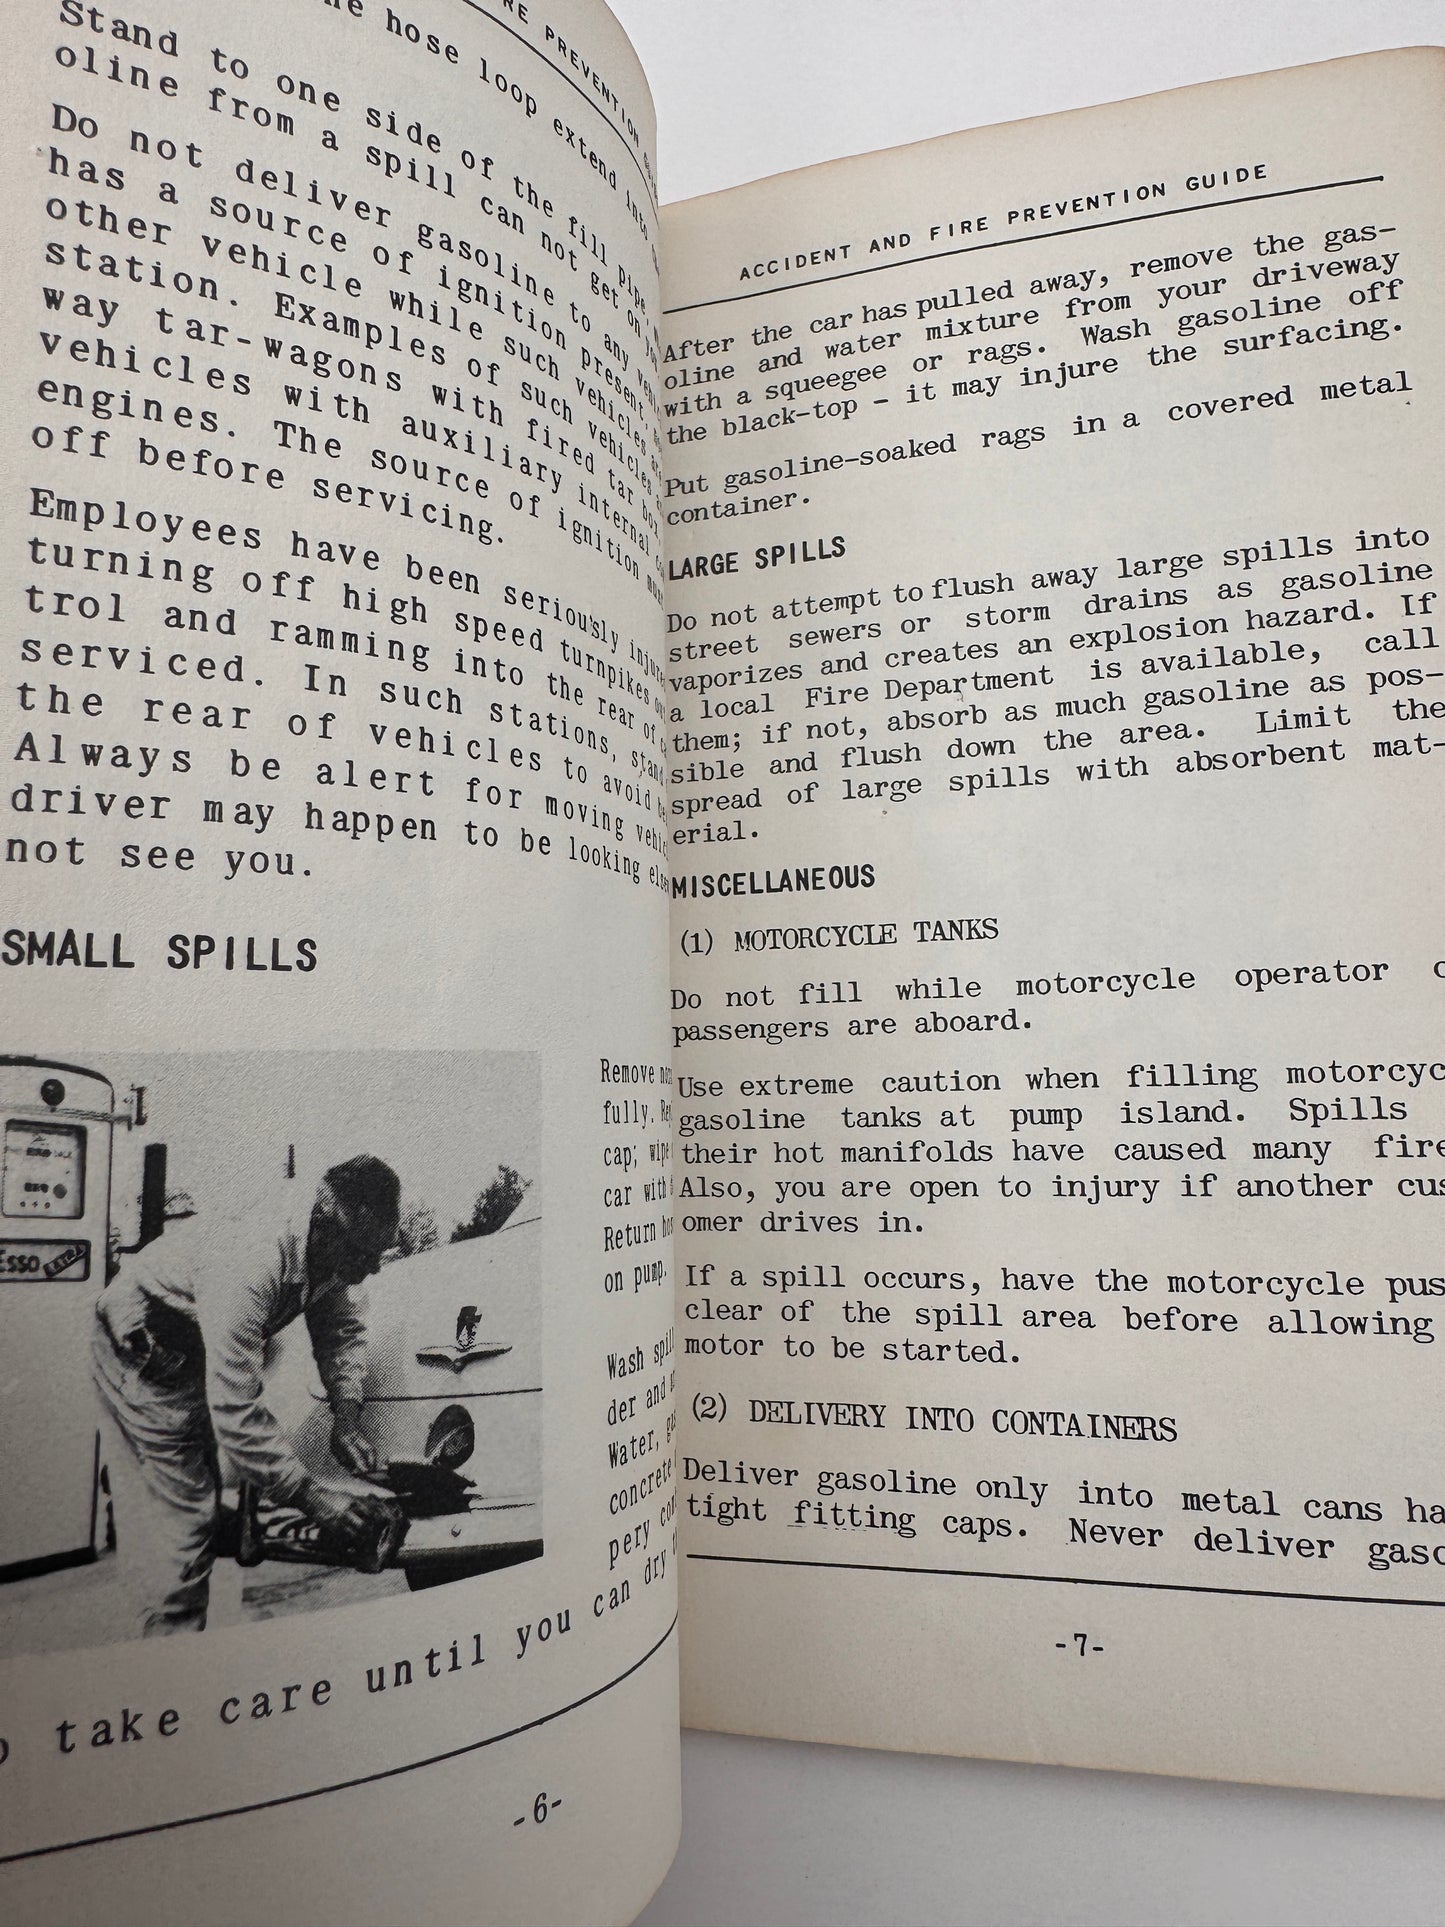 RE PREVENTION
hose loop extend into
Stand to one side of the fill pipe.
oline from a spill can not get on
Do not deliver gasoline to any
has a source of ignition present,
other vehicle while such vehicles
station. Examples of such vehicles are
way tar-wagons with fired tar
vehicles with auxiliary internal
engines. The source of ignition must
off before servicing.
Employees have been seriously
turning off high speed turnpikes
trol and ramming into the rear of
serviced. In such stations, stand
the rear of vehicles to avoid
Always be alert for moving
driver may happen to be looking
not see you.
SMALL SPILLS
Remove
fully.
cap; wipe
car with
Return
on pump.
ESSO EXTRA
Wash
der and
Water,
concrete
pery
take care until you can dry
-6-
ACCIDENT AND FIRE PREVENTION GUIDE
After the car has pulled away, remove the gas-
oline and water mixture from your driveway
with a squeegee or rags. Wash gasoline off
the black-top - it may injure the surfacing.
Put gasoline-soaked rags in a covered metal
container.
LARGE SPILLS
Do not attempt to flush away large spills into
street sewers or storm drains as gasoline
vaporizes and creates an explosion hazard. If
a local Fire Department is available, call
them; if not, absorb as much gasoline as pos-
sible and flush down the area. Limit the
spread of large spills with absorbent mat-
erial.
MISCELLANEOUS
(1) MOTORCYCLE TANKS
Do not fill while motorcycle operator
passengers are aboard.
Use extreme caution when filling motorcyc
gasoline tanks at pump island. Spills
their hot manifolds have caused many fire
Also, you are open to injury if another cus
omer drives in.
If a spill occurs, have the motorcycle pus
clear of the spill area before allowing
motor to be started.
(2) DELIVERY INTO CONTAINERS
Deliver gasoline only into metal cans ha
tight fitting caps. Never deliver gaso
-7-